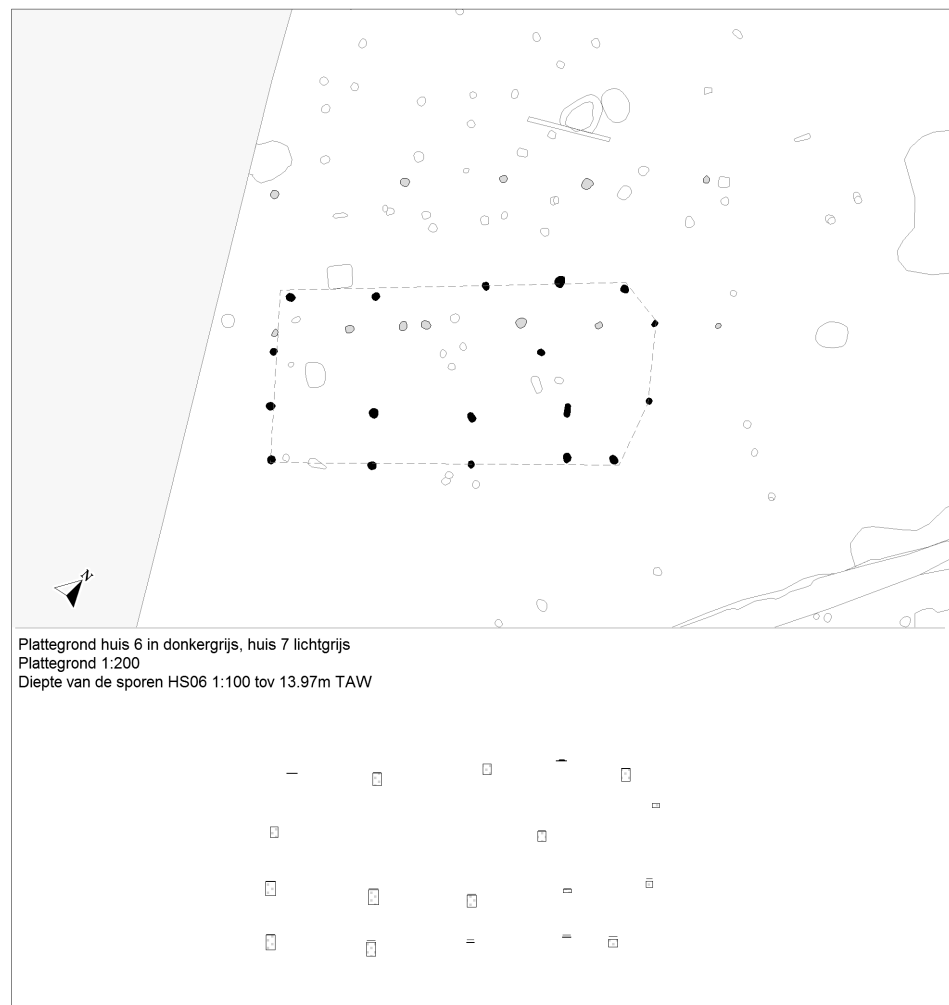 N
Plattegrond huis 6 in donkergrijs, huis 7 lichtgrijs
Plattegrond 1:200
Diepte van de sporen HS06 1:100 tov 13.97m TAW